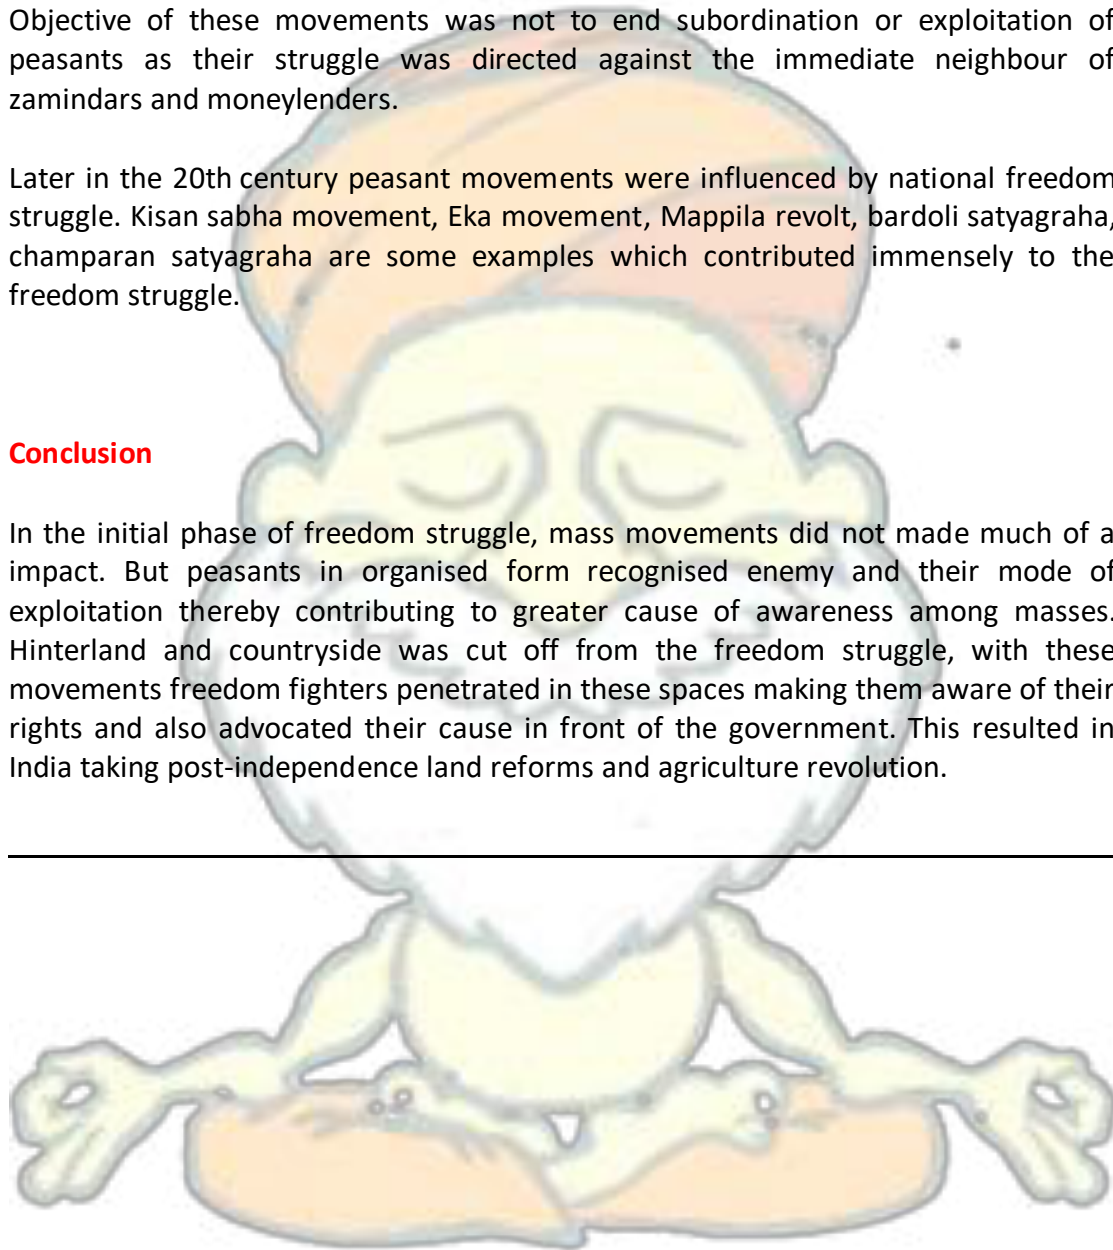 Objective of these movements was not to end subordination or exploitation of
peasants as their struggle was directed against the immediate neighbour of
zamindars and moneylenders.
Later in the 20th century peasant movements were influenced by national freedom
struggle. Kisan sabha movement, Eka movement, Mappila revolt, bardoli satyagraha,
champaran satyagraha are some examples which contributed immensely to the
freedom struggle.
Conclusion
In the initial phase of freedom struggle, mass movements did not made much of a
impact. But peasants in organised form recognised enemy and their mode of
exploitation thereby contributing to greater cause of awareness among masses.
Hinterland and countryside was cut off from the freedom struggle, with these
movements freedom fighters penetrated in these spaces making them aware of their
rights and also advocated their cause in front of the government. This resulted in
India taking post-independence land reforms and agriculture revolution.